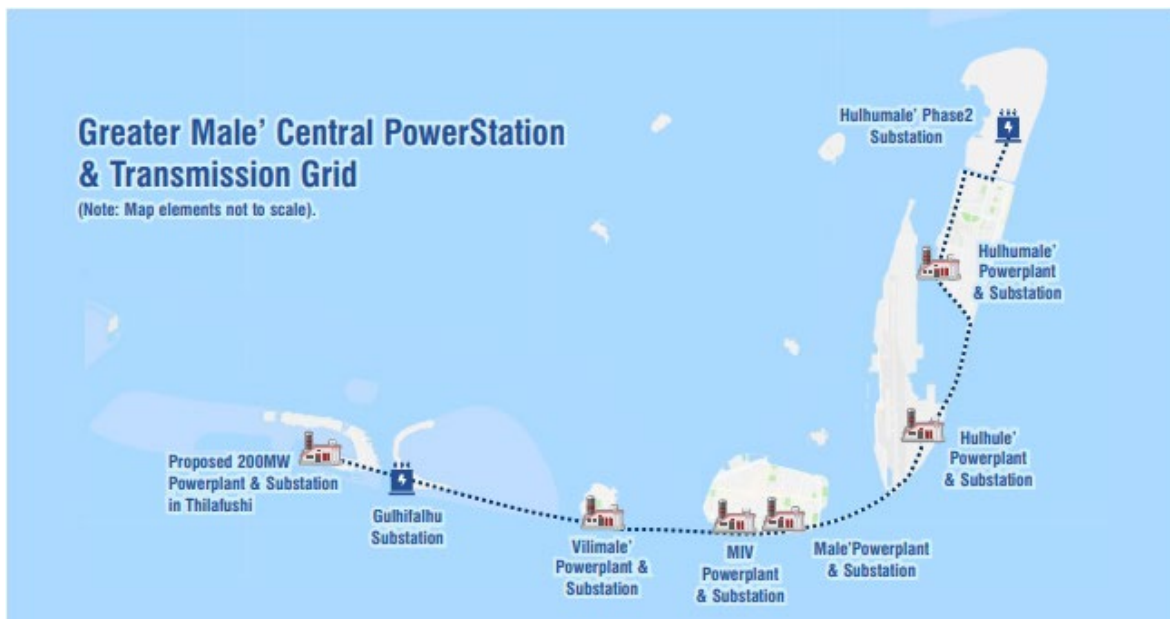 Greater Male' Central PowerStation
& Transmission Grid
(Note: Map elements not to scale).
Hulhumale' Phase2
Substation
Hulhumale'
Powerplant
& Substation
Hulhule'
Powerplant
& Substation
Male'Powerplant
& Substation
MIV
Powerplant
& Substation
Vilimale'
Powerplant &
Substation
Gulhifalhu
Substation
Proposed 200MW
Powerplant & Substation
in Thilafushi